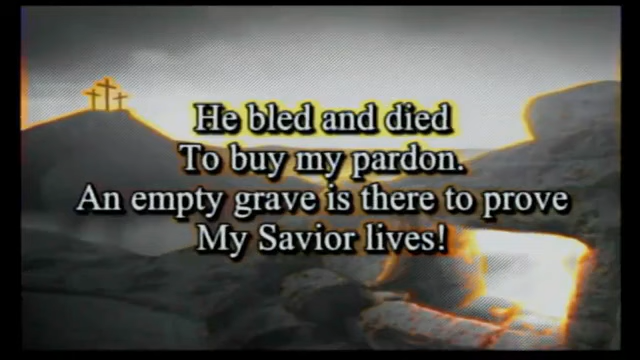 He bled and died
To buy my pardon.
An empty grave is there to prove
My Savior lives!